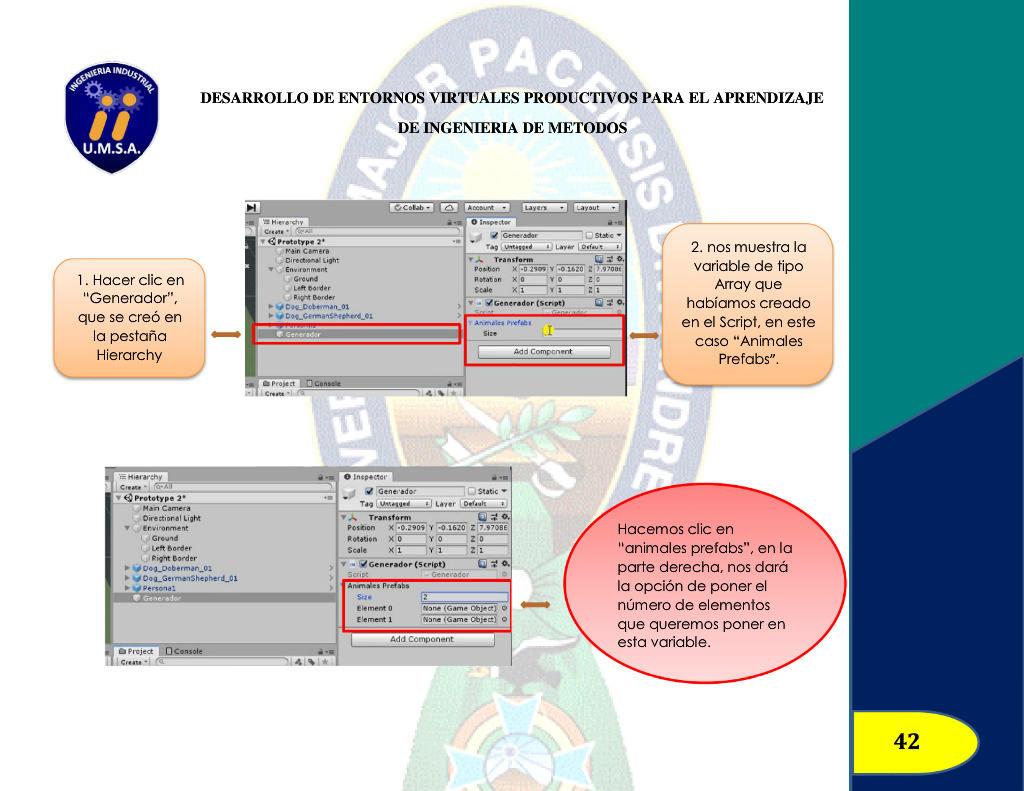 INGENIERIA INDUSTRIAL
U.M.S.A.
DESARROLLO DE ENTORNOS VIRTUALES PRODUCTIVOS PARA EL APRENDIZAJE
DE INGENIERIA DE METODOS
MAJOR PACENSIS DIVI ANDRE
1. Hacer clic en
“Generador”,
que se creó en
la pestaña
Hierarchy
Collab Account Layers Layout
Hierarchy
Create All
Prototype 2*
Main Camera
Directional Light
Environment
Ground
Left Border
Right Border
Dog_Doberman_01
Dog_GermanShepherd_01
Generador
Project Console
Create
Inspector
Generador Static
Tag Untagged Layer Default
Transform
Position X -0.2909 Y -0.1620 Z 7.97086
Rotation X 0 Y 0 Z 0
Scale X 1 Y 1 Z 1
Generador (Script)
Script Generador
Animales Prefabs
Size
Add Component
2. nos muestra la
variable de tipo
Array que
habíamos creado
en el Script, en este
caso “Animales
Prefabs”.
Hierarchy
Create All
Prototype 2*
Main Camera
Directional Light
Environment
Ground
Left Border
Right Border
Dog_Doberman_01
Dog_GermanShepherd_01
Persona1
Generador
Project Console
Create
Inspector
Generador Static
Tag Untagged Layer Default
Transform
Position X -0.2909 Y -0.1620 Z 7.97086
Rotation X 0 Y 0 Z 0
Scale X 1 Y 1 Z 1
Generador (Script)
Script Generador
Animales Prefabs
Size 2
Element 0 None (Game Object)
Element 1 None (Game Object)
Add Component
Hacemos clic en
“animales prefabs”, en la
parte derecha, nos dará
la opción de poner el
número de elementos
que queremos poner en
esta variable.
42